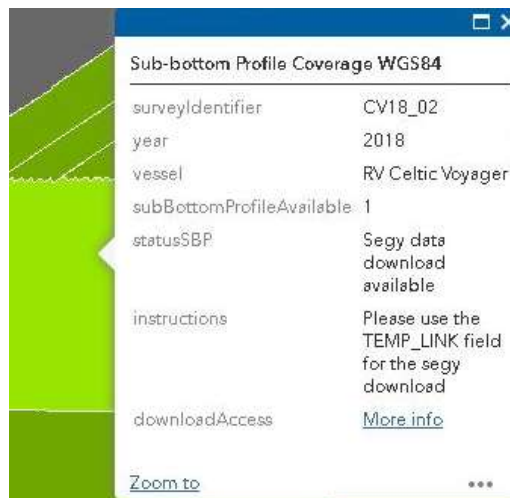 Sub-bottom Profile Coverage WGS84
surveyIdentifier CV18_02
year 2018
vessel RV Celtic Voyager
subBottomProfileAvailable 1
statusSBP Segy data
download
available
instructions Please use the
TEMP_LINK field
for the segy
download
downloadAccess More info
Zoom to